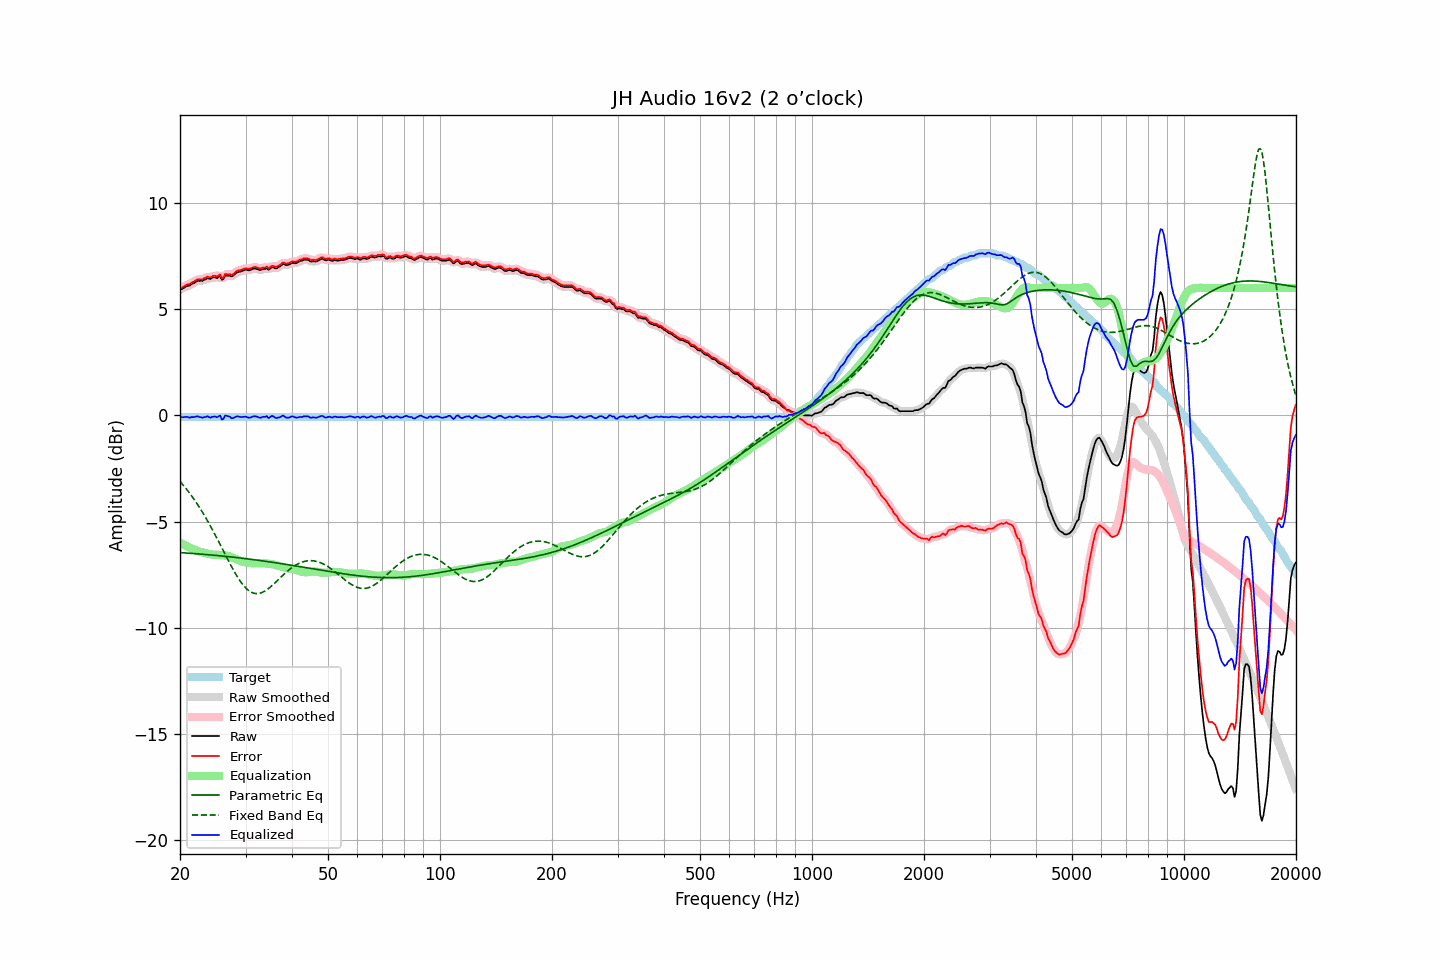 JH Audio 16v2 (2 o’clock)
Amplitude (dBr)
10
5
0
−5
−10
−15
−20
Target
Raw Smoothed
Error Smoothed
Raw
Error
Equalization
Parametric Eq
Fixed Band Eq
Equalized
20 50 100 200 500 1000 2000 5000 10000 20000
Frequency (Hz)